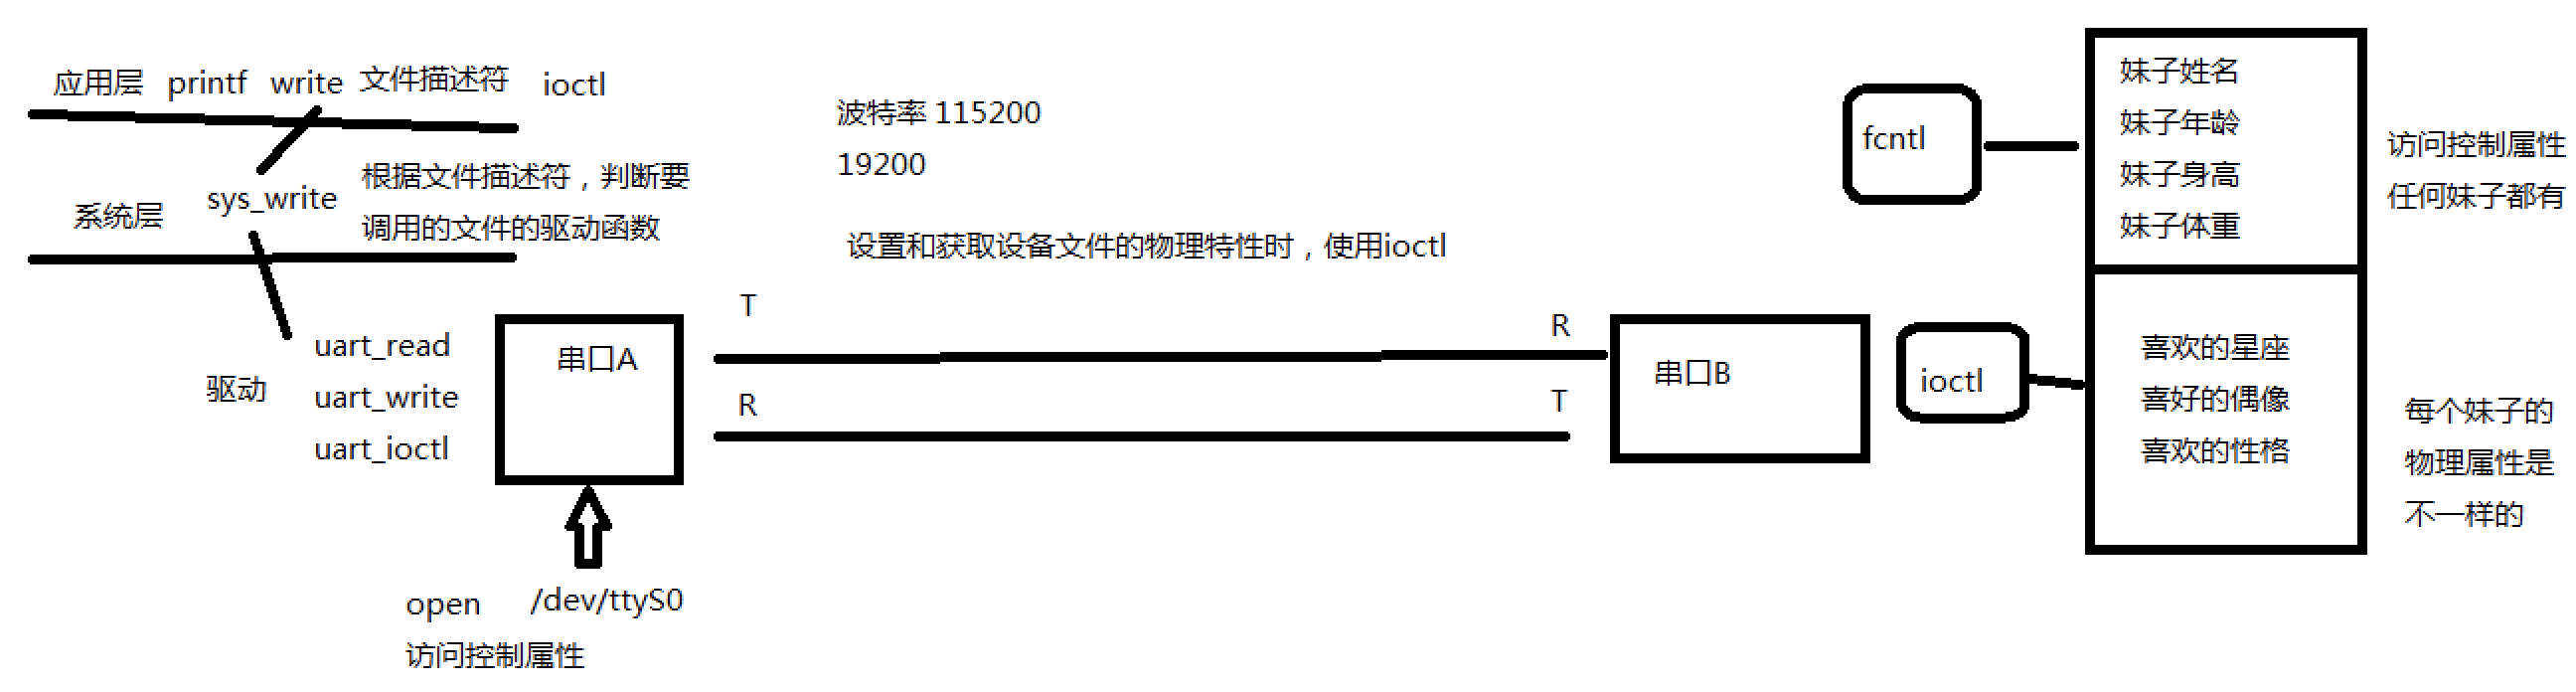 应用层 printf write 文件描述符 ioctl
系统层 sys_write 根据文件描述符，判断要
调用的文件的驱动函数
驱动
uart_read
uart_write
uart_ioctl
串口A
open /dev/ttyS0
访问控制属性
波特率 115200
19200
设置和获取设备文件的物理特性时，使用ioctl
T
R
R
T
串口B
fcntl
妹子姓名
妹子年龄
妹子身高
妹子体重
访问控制属性
任何妹子都有
ioctl
喜欢的星座
喜好的偶像
喜欢的性格
每个妹子的
物理属性是
不一样的